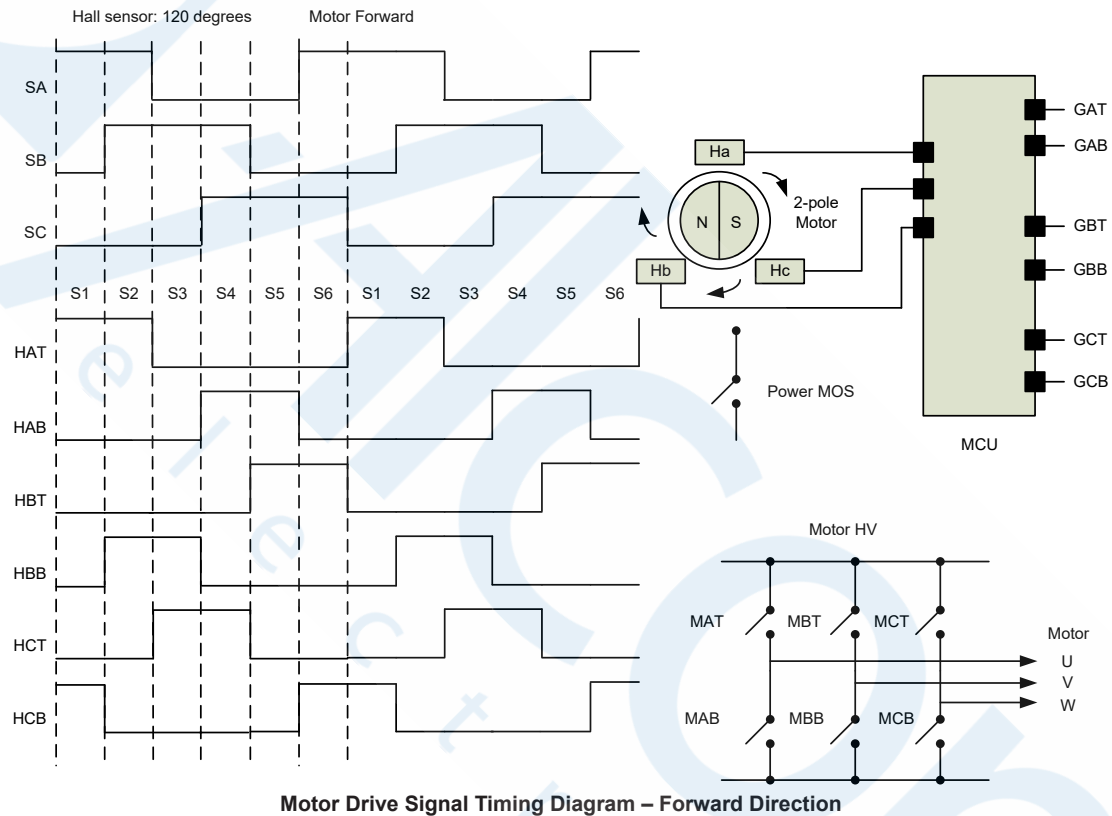 Hall sensor: 120 degrees
Motor Forward
SA
SB
SC
S1 S2 S3 S4 S5 S6 S1 S2 S3 S4 S5 S6
HAT
HAB
HBT
HBB
HCT
HCB
Ha
N S
2-pole
Motor
Hb
Hc
Power MOS
GAT
GAB
GBT
GBB
GCT
GCB
MCU
Motor HV
MAT MBT MCT
Motor
U
V
W
MAB MBB MCB
Motor Drive Signal Timing Diagram – Forward Direction